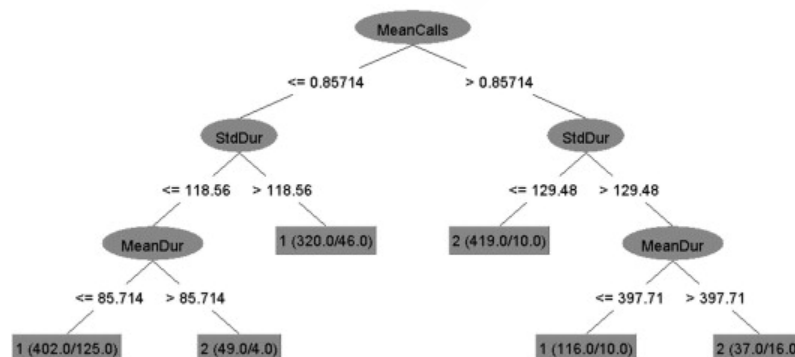 MeanCalls
<= 0.85714 > 0.85714
StdDur StdDur
<= 118.56 > 118.56 <= 129.48 > 129.48
MeanDur 1 (320.0/46.0) 2 (419.0/10.0) MeanDur
<= 85.714 > 85.714 <= 397.71 > 397.71
1 (402.0/125.0) 2 (49.0/4.0) 1 (116.0/10.0) 2 (37.0/16.0)